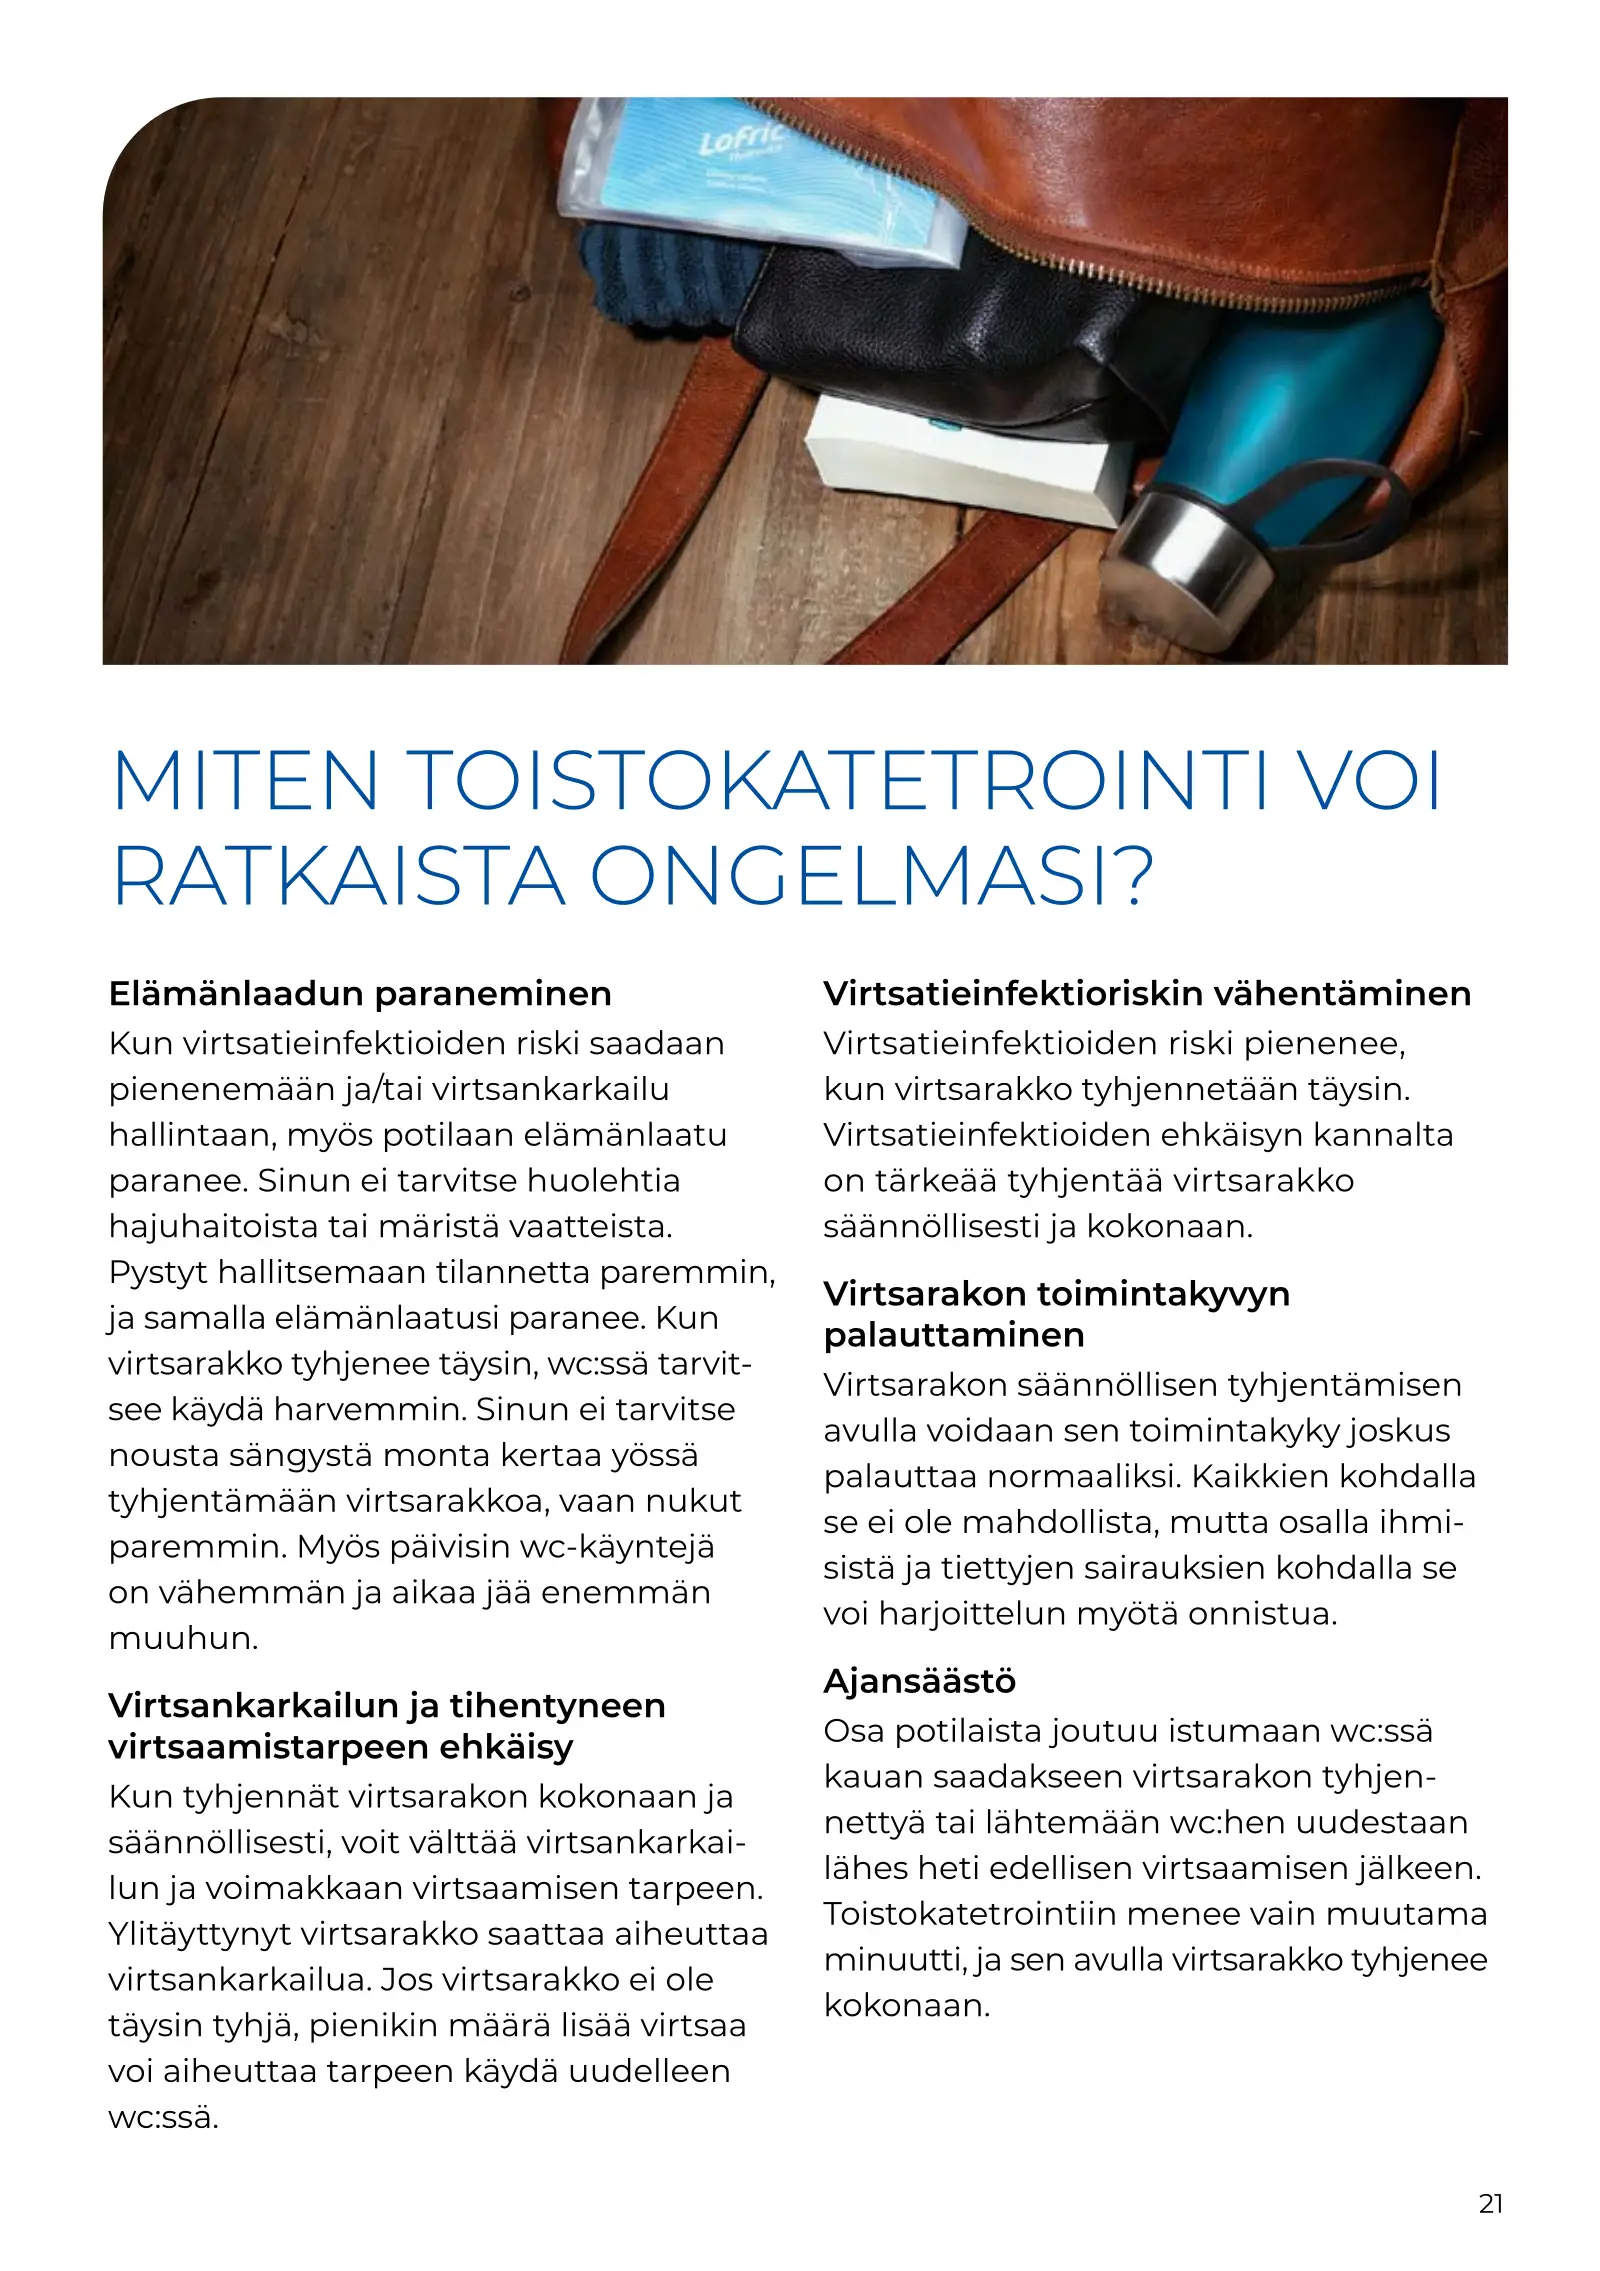 LoFric
MITEN TOISTOKATETROINTI VOI
RATKAISTA ONGELMASI?
Elämänlaadun paraneminen
Kun virtsatieinfektioiden riski saadaan
pienenemään ja/tai virtsankarkailu
hallintaan, myös potilaan elämänlaatu
paranee. Sinun ei tarvitse huolehtia
hajuhaitoista tai märistä vaatteista.
Pystyt hallitsemaan tilannetta paremmin,
ja samalla elämänlaatusi paranee. Kun
virtsarakko tyhjenee täysin, wc:ssä tarvit-
see käydä harvemmin. Sinun ei tarvitse
nousta sängystä monta kertaa yössä
tyhjentämään virtsarakkoa, vaan nukut
paremmin. Myös päivisin wc-käyntejä
on vähemmän ja aikaa jää enemmän
muuhun.
Virtsankarkailun ja tihentyneen
virtsaamistarpeen ehkäisy
Kun tyhjennät virtsarakon kokonaan ja
säännöllisesti, voit välttää virtsankarkai-
lun ja voimakkaan virtsaamisen tarpeen.
Ylitäyttynyt virtsarakko saattaa aiheuttaa
virtsankarkailua. Jos virtsarakko ei ole
täysin tyhjä, pienikin määrä lisää virtsaa
voi aiheuttaa tarpeen käydä uudelleen
wc:ssä.
Virtsatieinfektioriskin vähentäminen
Virtsatieinfektioiden riski pienenee,
kun virtsarakko tyhjennetään täysin.
Virtsatieinfektioiden ehkäisyn kannalta
on tärkeää tyhjentää virtsarakko
säännöllisesti ja kokonaan.
Virtsarakon toimintakyvyn
palauttaminen
Virtsarakon säännöllisen tyhjentämisen
avulla voidaan sen toimintakyky joskus
palauttaa normaaliksi. Kaikkien kohdalla
se ei ole mahdollista, mutta osalla ihmi-
sistä ja tiettyjen sairauksien kohdalla se
voi harjoittelun myötä onnistua.
Ajansäästö
Osa potilaista joutuu istumaan wc:ssä
kauan saadakseen virtsarakon tyhjen-
nettyä tai lähtemään wc:hen uudestaan
lähes heti edellisen virtsaamisen jälkeen.
Toistokatetrointiin menee vain muutama
minuutti, ja sen avulla virtsarakko tyhjenee
kokonaan.
21